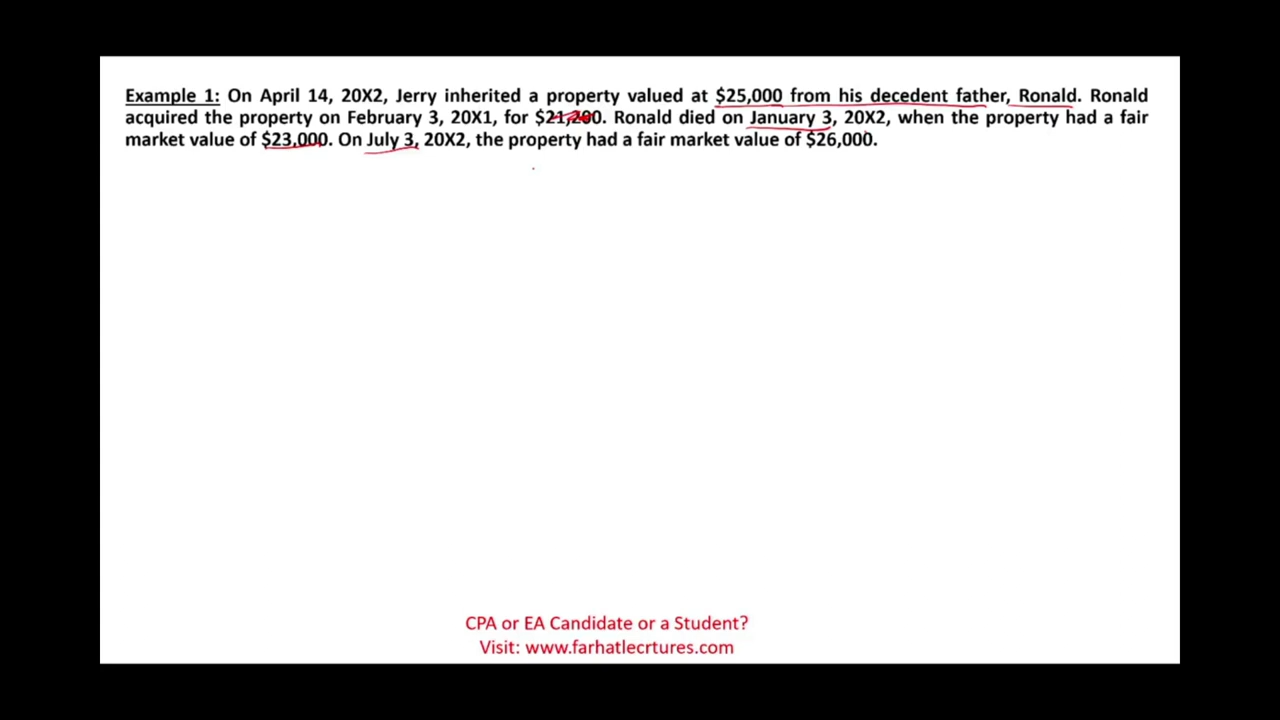 Example 1: On April 14, 20X2, Jerry inherited a property valued at $25,000 from his decedent father, Ronald. Ronald
acquired the property on February 3, 20X1, for $21,200. Ronald died on January 3, 20X2, when the property had a fair
market value of $23,000. On July 3, 20X2, the property had a fair market value of $26,000.
CPA or EA Candidate or a Student?
Visit: www.farhatlecrtures.com